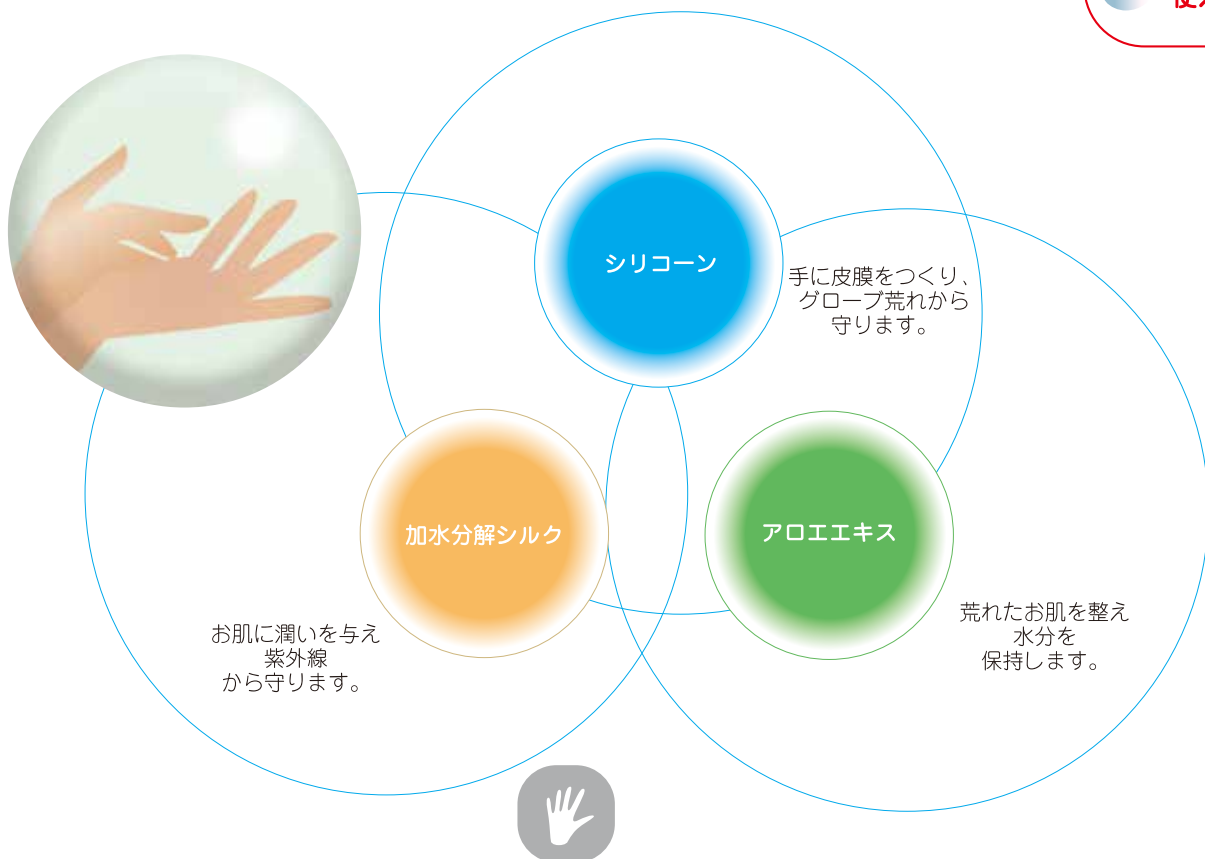 シリコーン
手に皮膜をつくり、
グローブ荒れから
守ります。
加水分解シルク
アロエエキス
お肌に潤いを与え
紫外線
から守ります。
荒れたお肌を整え
水分を
保持します。